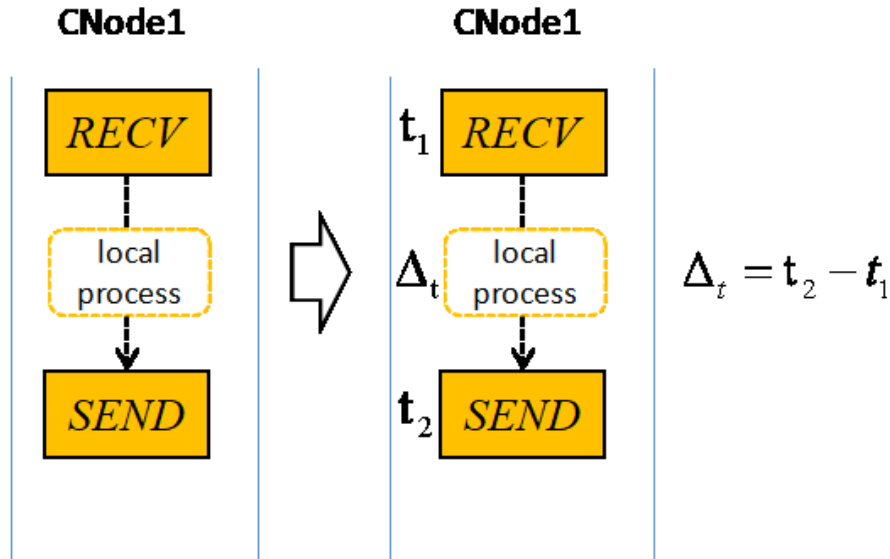 CNode1
RECV
local
process
SEND
CNode1
t₁ RECV
Δₜ local
process
t₂ SEND
Δₜ = t₂ − t₁